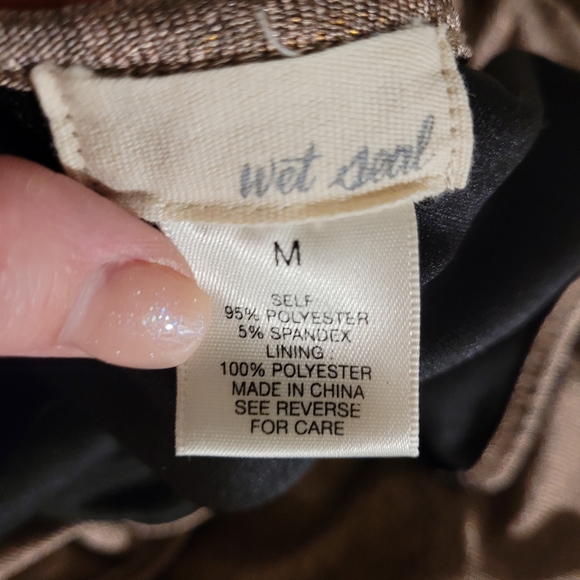 wet seal
M
SELF
95% POLYESTER
5% SPANDEX
LINING :
100% POLYESTER
MADE IN CHINA
SEE REVERSE
FOR CARE